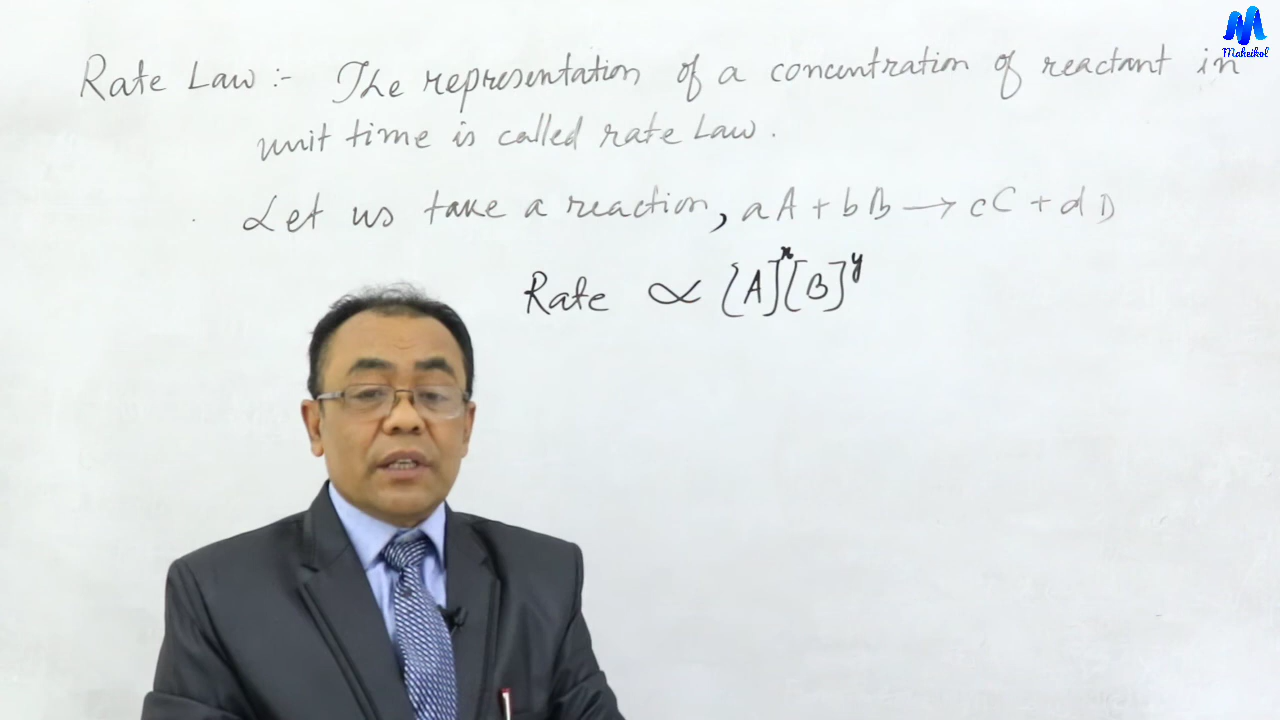 Makeikol
Rate Law :- The representation of a concentration of reactant in
unit time is called rate Law.
Let us take a reaction, aA + bB → cC + dD
Rate ∝ [A]^x [B]^y